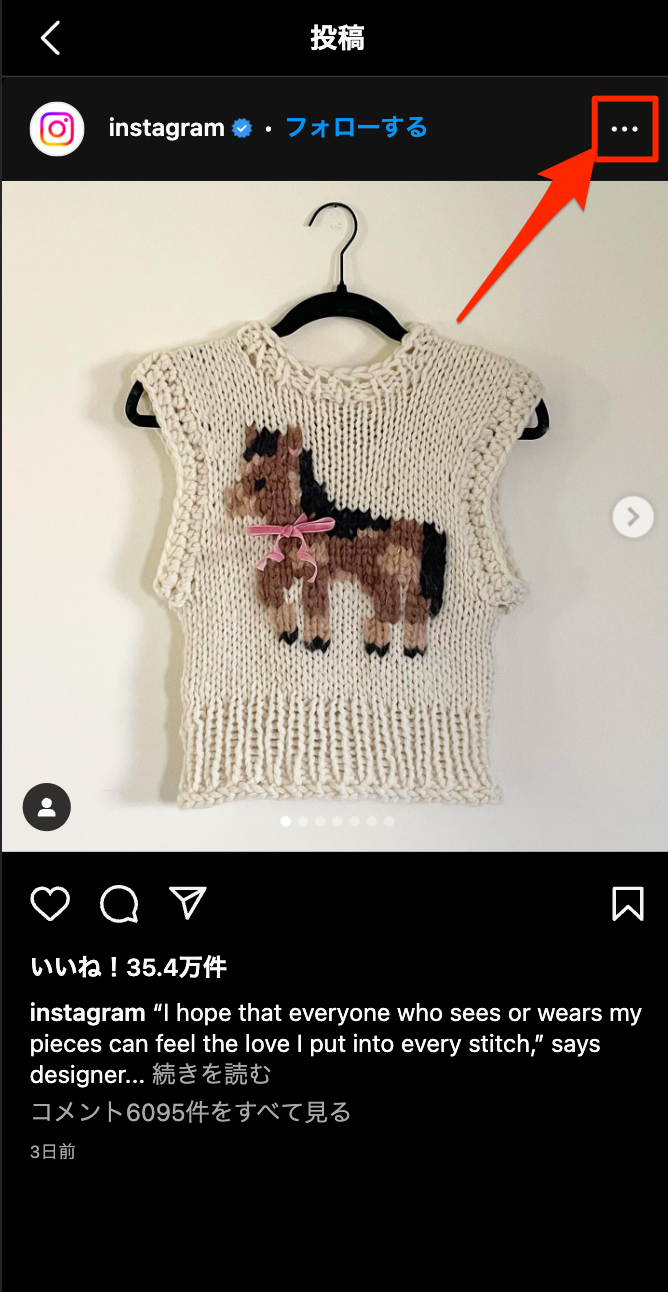 投稿
instagram • フォローする
いいね！35.4万件
instagram “I hope that everyone who sees or wears my
pieces can feel the love I put into every stitch,” says
designer... 続きを読む
コメント6095件をすべて見る
3日前